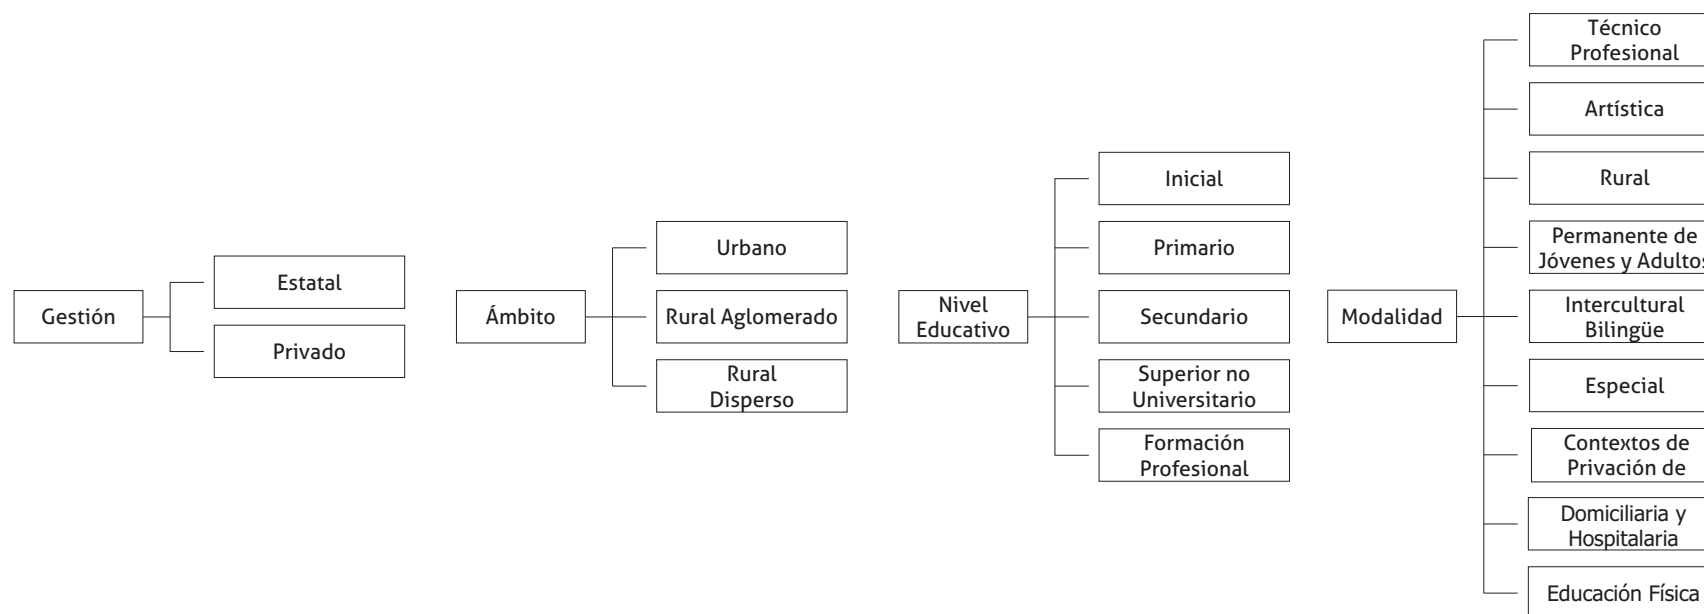 Gestión
Estatal
Privado
Ámbito
Urbano
Rural Aglomerado
Rural
Disperso
Nivel
Educativo
Inicial
Primario
Secundario
Superior no
Universitario
Formación
Profesional
Modalidad
Técnico
Profesional
Artística
Rural
Permanente de
Jóvenes y Adultos
Intercultural
Bilingüe
Especial
Contextos de
Privación de
Domiciliaria y
Hospitalaria
Educación Física